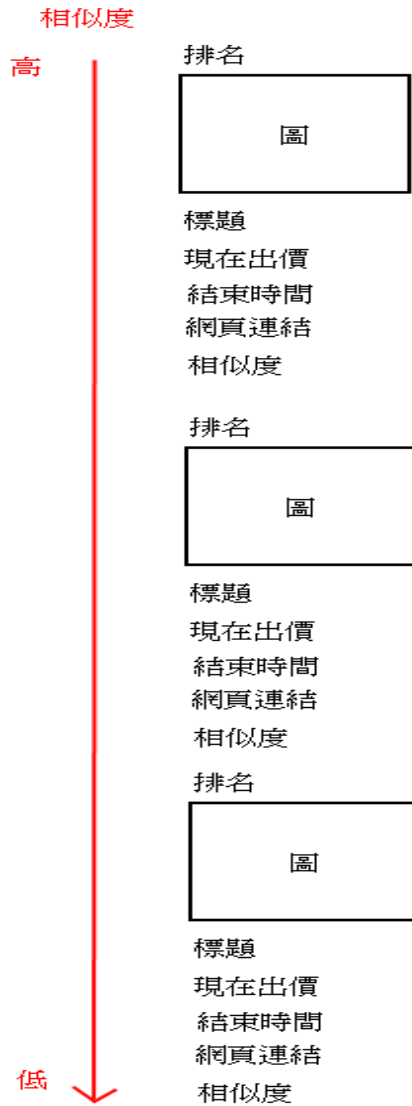 相似度
高
排名
圖
標題
現在出價
結束時間
網頁連結
相似度
排名
圖
標題
現在出價
結束時間
網頁連結
相似度
排名
圖
標題
現在出價
結束時間
網頁連結
相似度
低